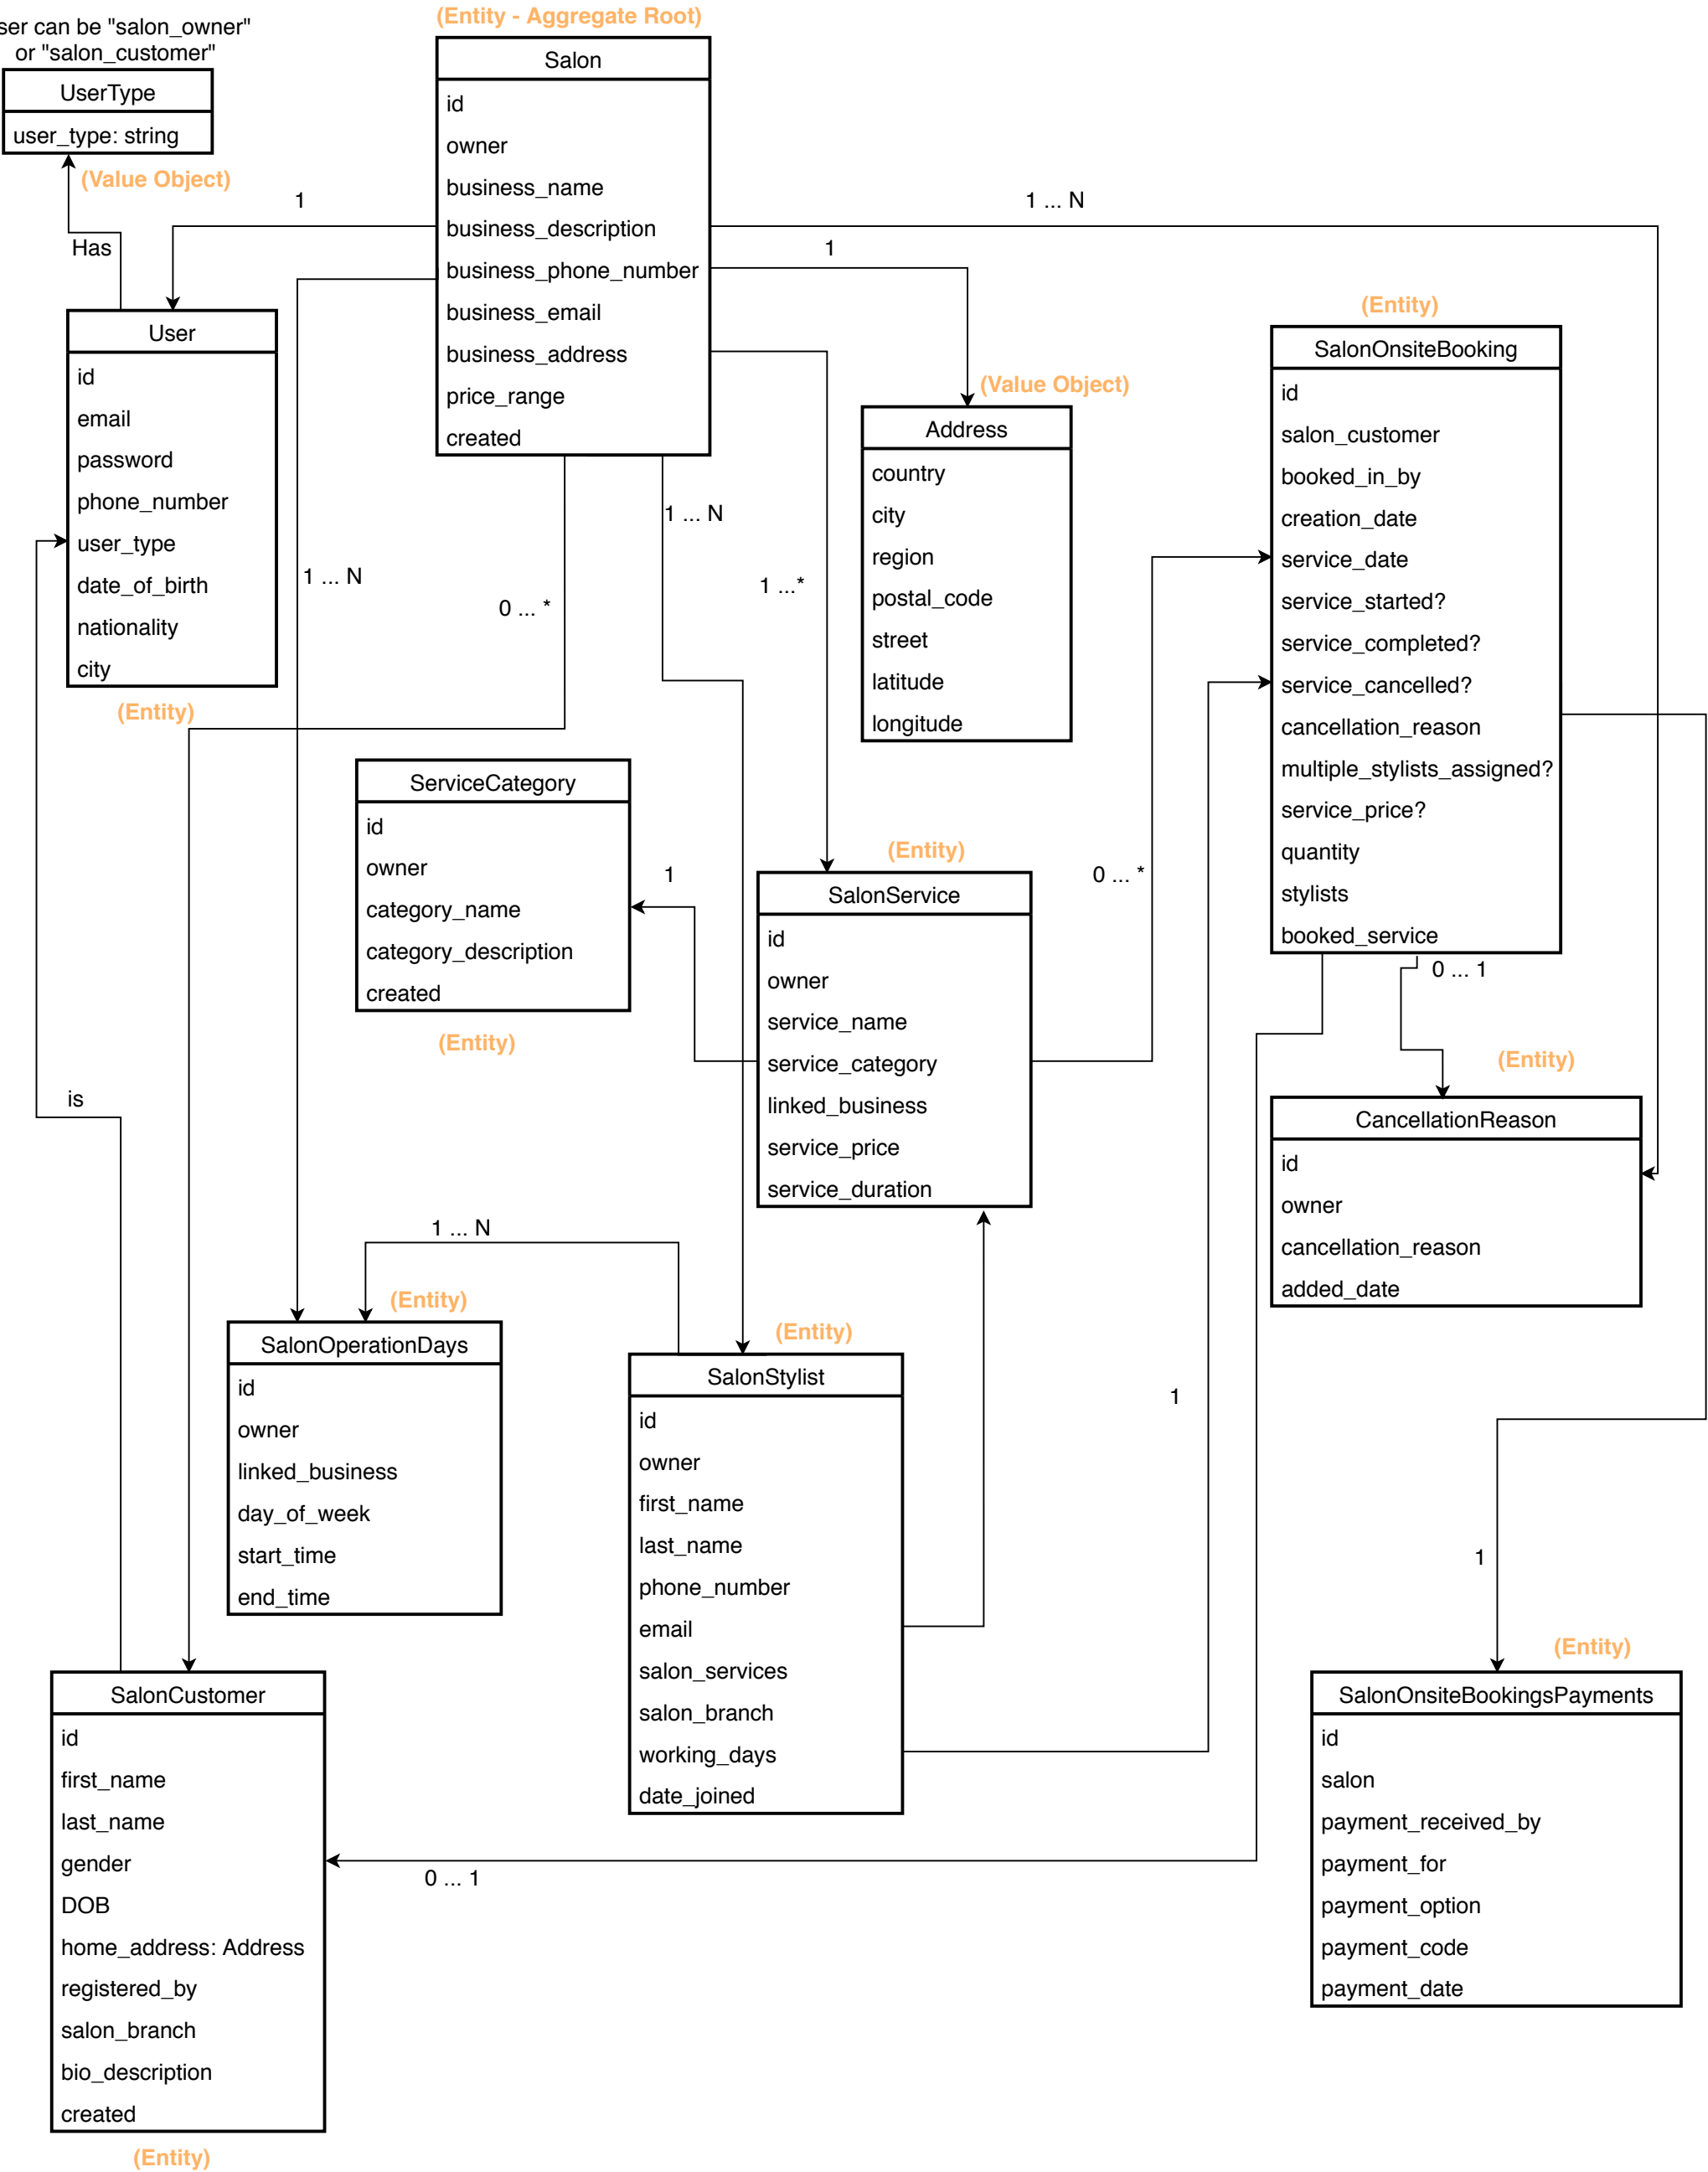 ser can be "salon_owner"
or "salon_customer"
UserType
user_type: string
(Value Object)
Has
(Entity - Aggregate Root)
Salon
id
owner
business_name
business_description
business_phone_number
business_email
business_address
price_range
created
1
1 ... N
1
1 ... N
0 ... *
1 ... N
1 ...*
User
id
email
password
phone_number
user_type
date_of_birth
nationality
city
(Entity)
(Value Object)
Address
country
city
region
postal_code
street
latitude
longitude
(Entity)
SalonOnsiteBooking
id
salon_customer
booked_in_by
creation_date
service_date
service_started?
service_completed?
service_cancelled?
cancellation_reason
multiple_stylists_assigned?
service_price?
quantity
stylists
booked_service
0 ... 1
ServiceCategory
id
owner
category_name
category_description
created
(Entity)
1
(Entity)
SalonService
id
owner
service_name
service_category
linked_business
service_price
service_duration
0 ... *
(Entity)
CancellationReason
id
owner
cancellation_reason
added_date
is
1 ... N
(Entity)
SalonOperationDays
id
owner
linked_business
day_of_week
start_time
end_time
(Entity)
SalonStylist
id
owner
first_name
last_name
phone_number
email
salon_services
salon_branch
working_days
date_joined
1
1
(Entity)
SalonOnsiteBookingsPayments
id
salon
payment_received_by
payment_for
payment_option
payment_code
payment_date
SalonCustomer
id
first_name
last_name
gender
DOB
home_address: Address
registered_by
salon_branch
bio_description
created
(Entity)
0 ... 1